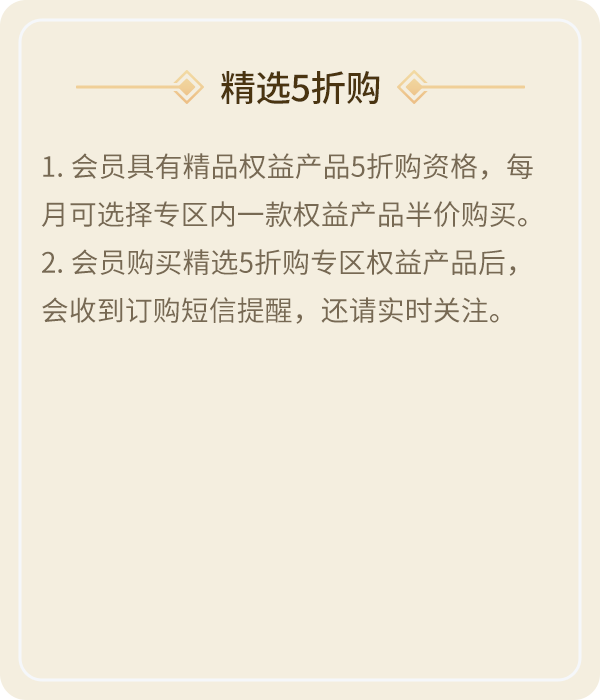 精选5折购
1. 会员具有精品权益产品5折购资格，每
月可选择专区内一款权益产品半价购买。
2. 会员购买精选5折购专区权益产品后，
会收到订购短信提醒，还请实时关注。